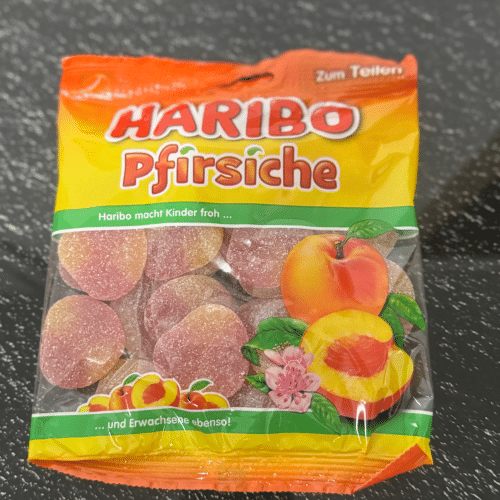 Zum Teilen
HARIBO
Pfirsiche
Haribo macht Kinder froh ...
... und Erwachsene ebenso!